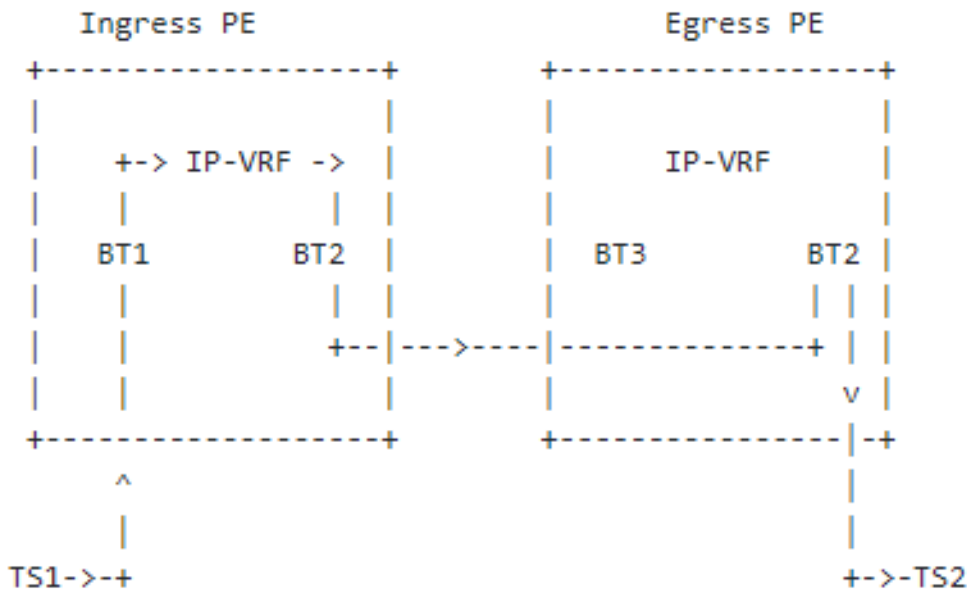 Ingress PE Egress PE
+-> IP-VRF -> IP-VRF
BT1 BT2 BT3 BT2
TS1->-+ +->-TS2